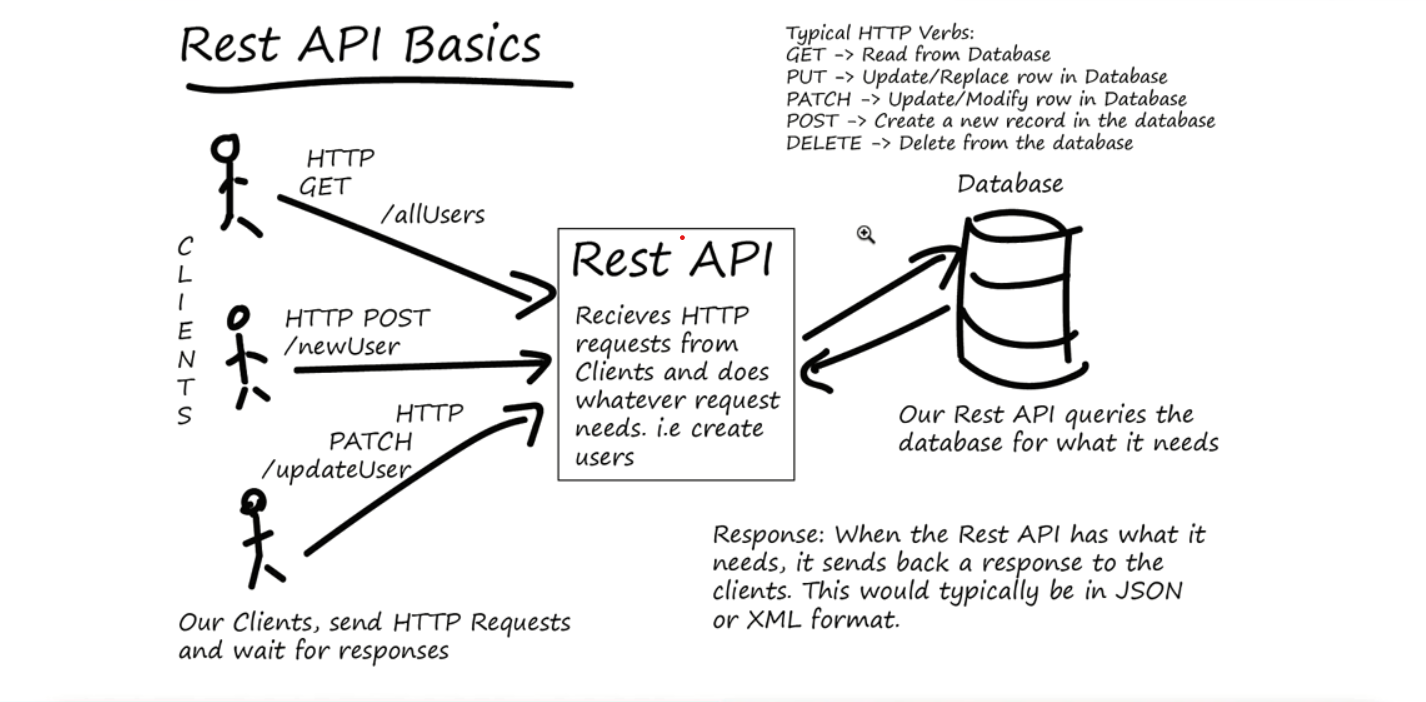 Rest API Basics
Typical HTTP Verbs:
GET -> Read from Database
PUT -> Update/Replace row in Database
PATCH -> Update/Modify row in Database
POST -> Create a new record in the database
DELETE -> Delete from the database
CLIENTS
HTTP
GET
/allUsers
HTTP POST
/newUser
HTTP
PATCH
/updateUser
Our Clients, send HTTP Requests
and wait for responses
Rest API
Recieves HTTP
requests from
Clients and does
whatever request
needs. i.e create
users
Database
Our Rest API queries the
database for what it needs
Response: When the Rest API has what it
needs, it sends back a response to the
clients. This would typically be in JSON
or XML format.